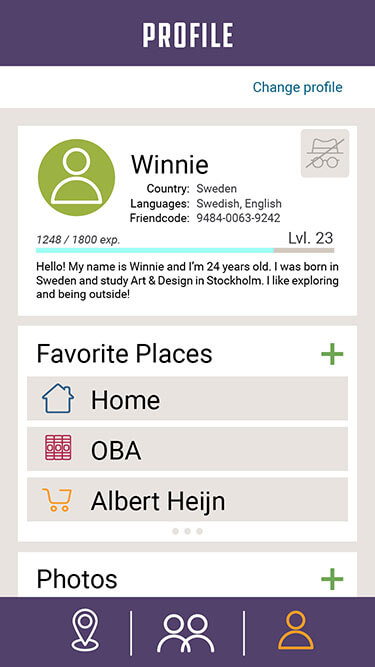 PROFILE
Change profile
Winnie
Country: Sweden
Languages: Swedish, English
Friendcode: 9484-0063-9242
1248 / 1800 exp.
Lvl. 23
Hello! My name is Winnie and I'm 24 years old. I was born in
Sweden and study Art & Design in Stockholm. I like exploring
and being outside!
Favorite Places
Home
OBA
Albert Heijn
Photos